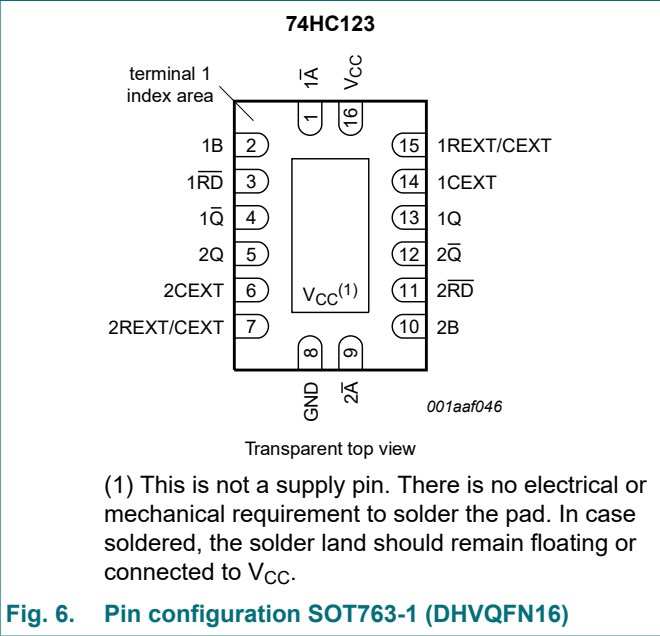 74HC123
terminal 1
index area
1A̅
VCC
1
16
1B 2
15 1REXT/CEXT
1R̅D̅ 3
14 1CEXT
1Q̅ 4
13 1Q
2Q 5
12 2Q̅
2CEXT 6
VCC(1)
11 2R̅D̅
2REXT/CEXT 7
10 2B
8
9
GND
2A̅
001aaf046
Transparent top view
(1) This is not a supply pin. There is no electrical or
mechanical requirement to solder the pad. In case
soldered, the solder land should remain floating or
connected to VCC.
Fig. 6. Pin configuration SOT763-1 (DHVQFN16)